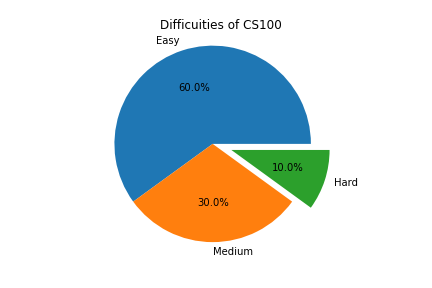 Difficuities of CS100
Easy
60.0%
10.0%
Hard
30.0%
Medium